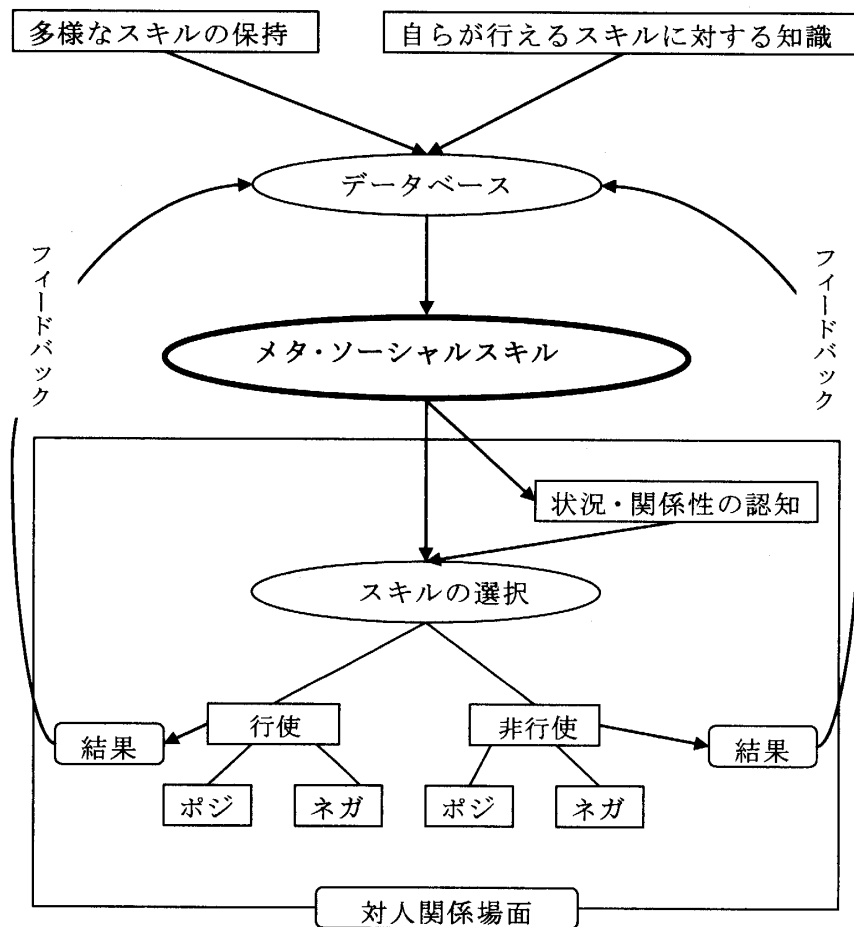 多様なスキルの保持
自らが行えるスキルに対する知識
データベース
フィードバック
フィードバック
メタ・ソーシャルスキル
状況・関係性の認知
スキルの選択
行使
非行使
結果
結果
ポジ
ネガ
ポジ
ネガ
対人関係場面